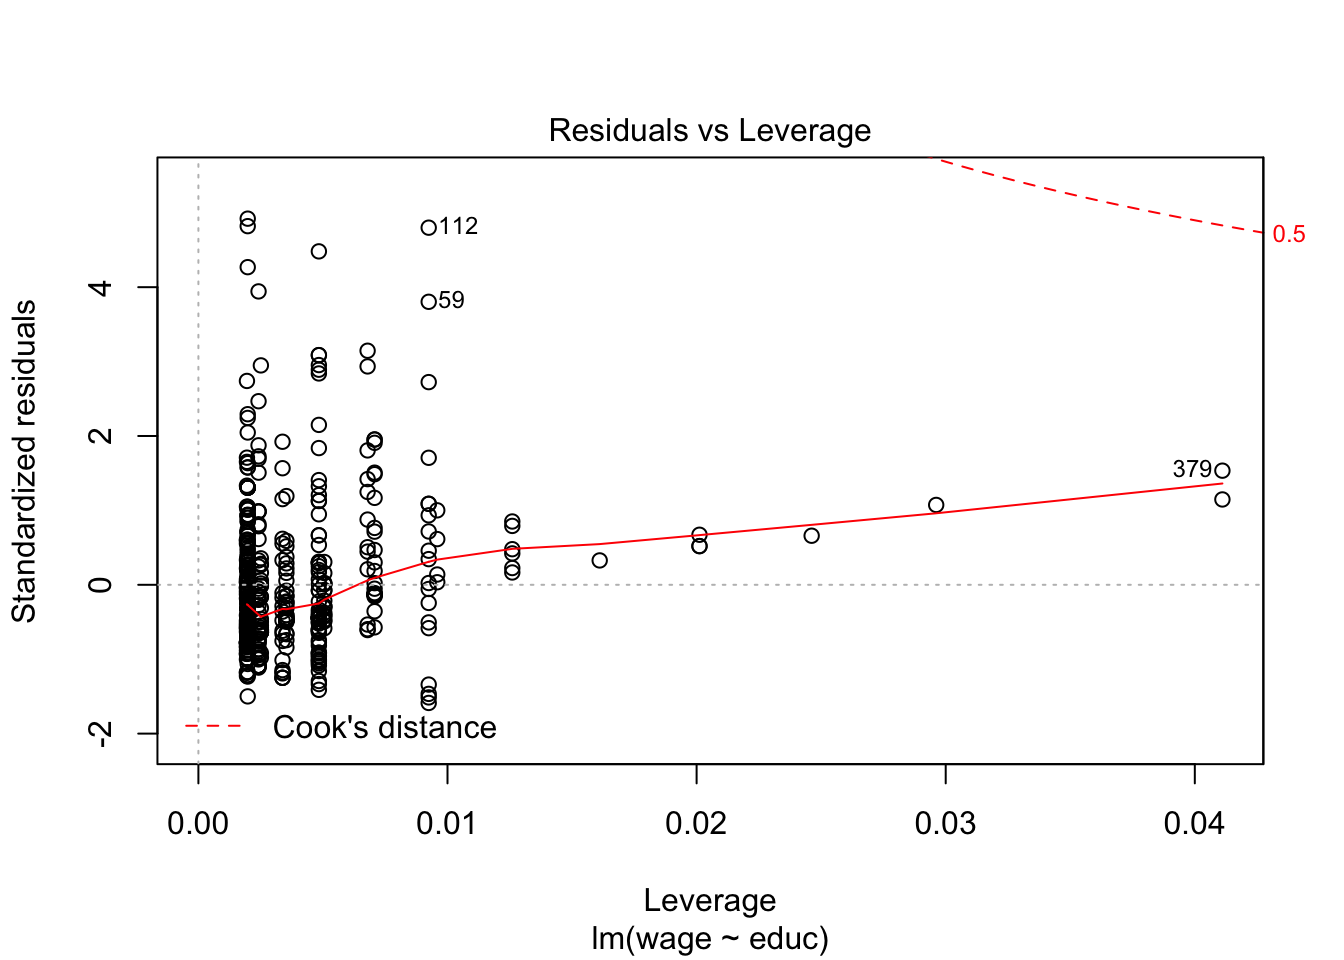 Residuals vs Leverage
Standardized residuals
4
2
0
-2
112
59
379
0.5
Cook's distance
0.00
0.01
0.02
0.03
0.04
Leverage
lm(wage ~ educ)